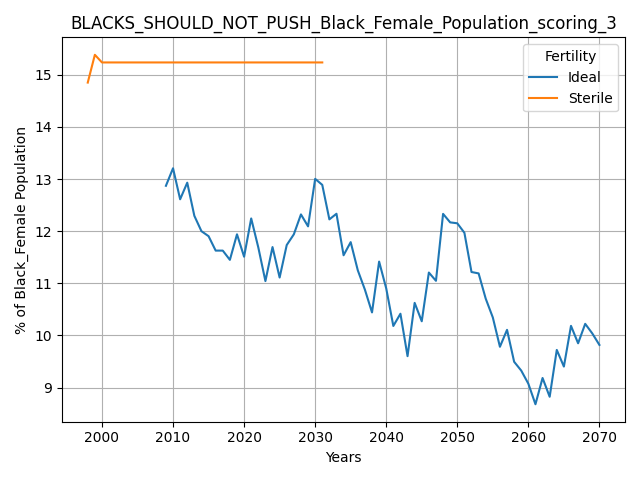 BLACKS_SHOULD_NOT_PUSH_Black_Female_Population_scoring_3
Fertility
Ideal
Sterile
% of Black_Female Population
15
14
13
12
11
10
9
2000 2010 2020 2030 2040 2050 2060 2070
Years